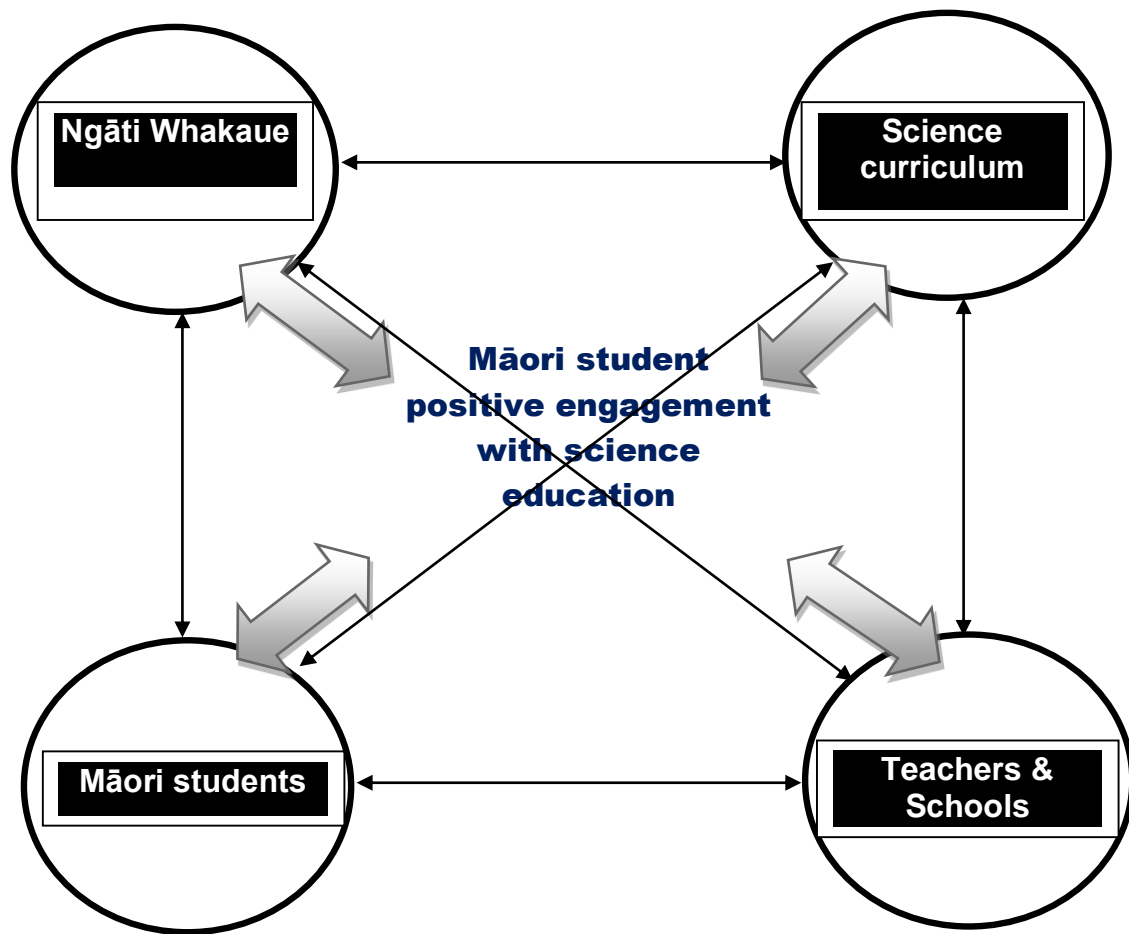 Ngāti Whakaue
Science
curriculum
Māori student
positive engagement
with science
education
Māori students
Teachers &
Schools